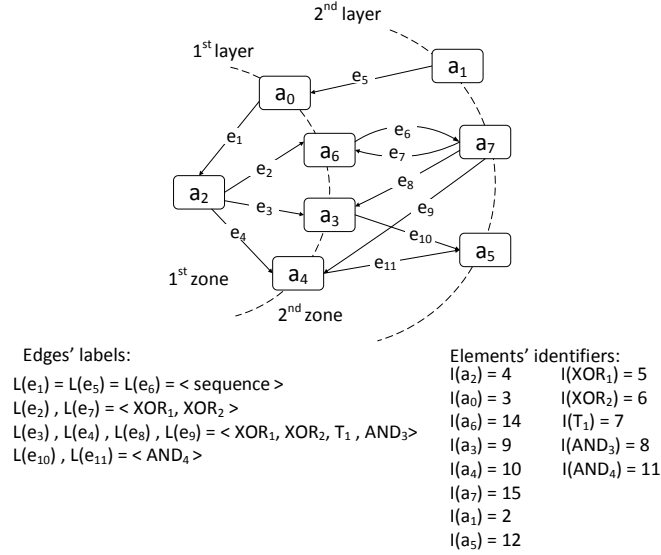 2nd layer
1st layer
a1
e5
a0
e1
e6
a6
a7
e7
e2
e8
a2
e3
a3
e9
e4
e10
a5
e11
a4
1st zone
2nd zone
Edges' labels:
L(e1) = L(e5) = L(e6) = < sequence >
L(e2) , L(e7) = < XOR1, XOR2 >
L(e3) , L(e4) , L(e8) , L(e9) = < XOR1, XOR2, T1 , AND3>
L(e10) , L(e11) = < AND4 >
Elements' identifiers:
I(a2) = 4 I(XOR1) = 5
I(a0) = 3 I(XOR2) = 6
I(a6) = 14 I(T1) = 7
I(a3) = 9 I(AND3) = 8
I(a4) = 10 I(AND4) = 11
I(a7) = 15
I(a1) = 2
I(a5) = 12